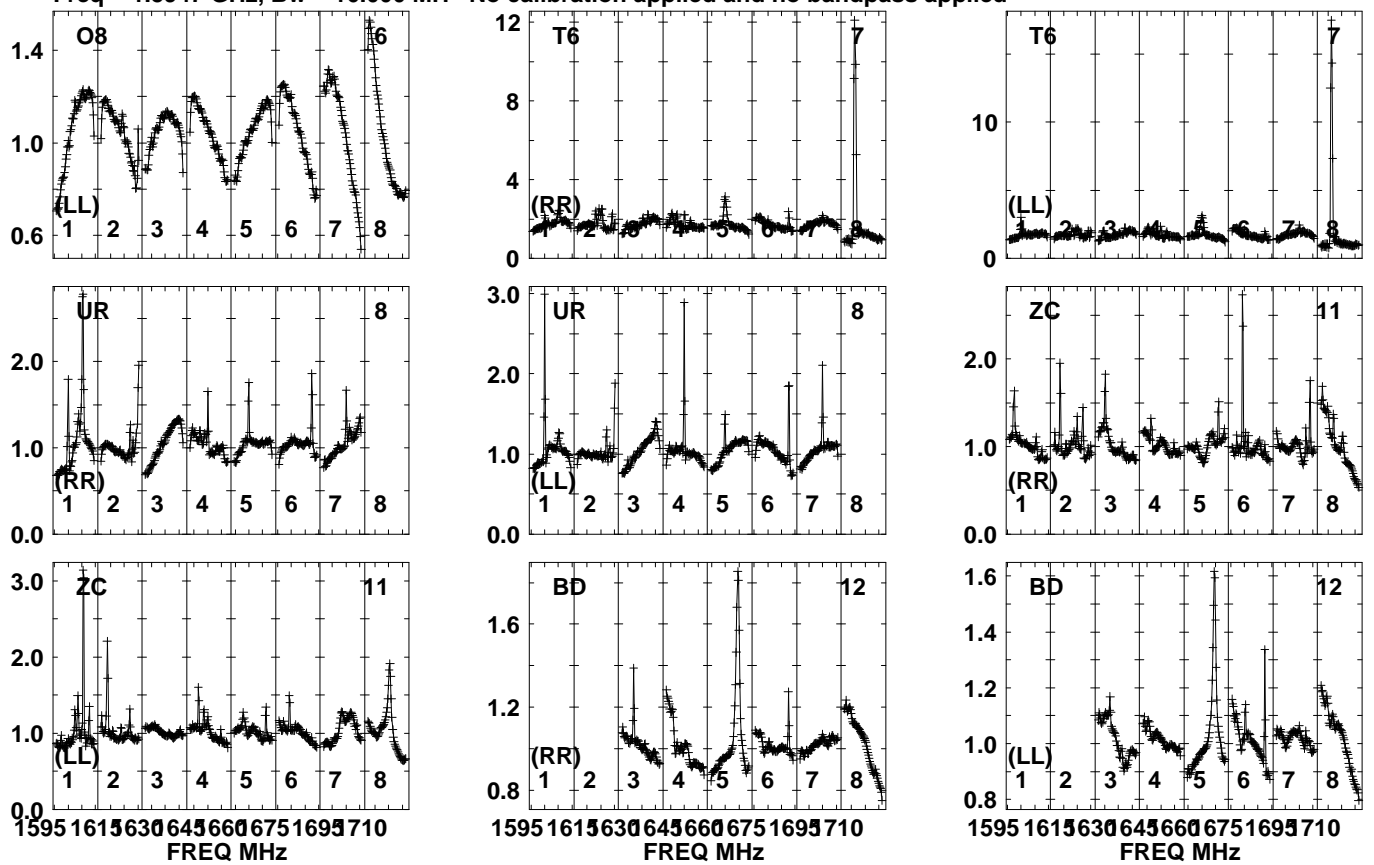 No calibration applied and no bandpass applied
O8 6
1.4
1.0
0.6
(LL)
1 2 3 4 5 6 7 8
T6 7
12
8
4
0
(RR)
1 2 3 4 5 6 7 8
T6 7
10
0
(LL)
1 2 3 4 5 6 7 8
UR 8
2.0
1.0
0.0
(RR)
1 2 3 4 5 6 7 8
UR 8
3.0
2.0
1.0
0.0
(LL)
1 2 3 4 5 6 7 8
ZC 11
2.0
1.0
0.0
(RR)
1 2 3 4 5 6 7 8
ZC 11
3.0
2.0
1.0
0.0
(LL)
1 2 3 4 5 6 7 8
1595 1615 1630 1645 1660 1675 1695 1710
FREQ MHz
BD 12
1.6
1.2
0.8
(RR)
1 2 3 4 5 6 7 8
1595 1615 1630 1645 1660 1675 1695 1710
FREQ MHz
BD 12
1.6
1.4
1.2
1.0
0.8
(LL)
1 2 3 4 5 6 7 8
1595 1615 1630 1645 1660 1675 1695 1710
FREQ MHz